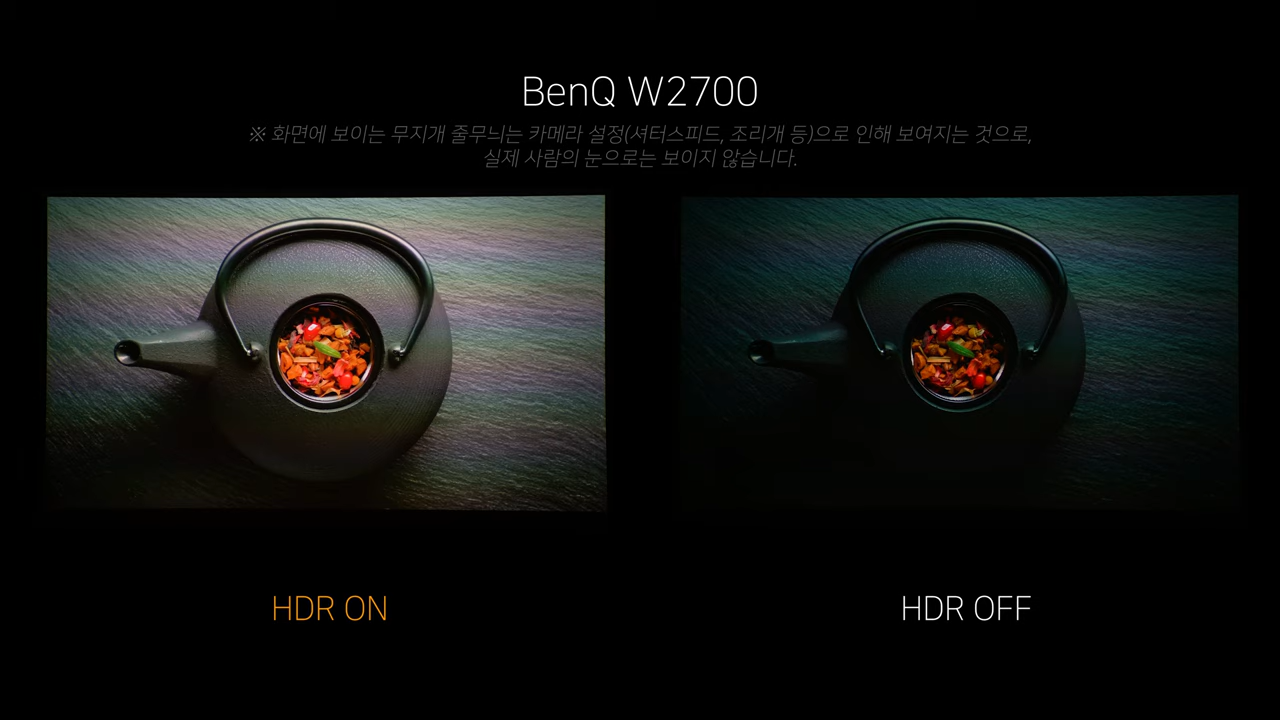 BenQ W2700
※ 화면에 보이는 무지개 줄무늬는 카메라 설정(셔터스피드, 조리개 등)으로 인해 보여지는 것으로,
실제 사람의 눈으로는 보이지 않습니다.
HDR ON
HDR OFF